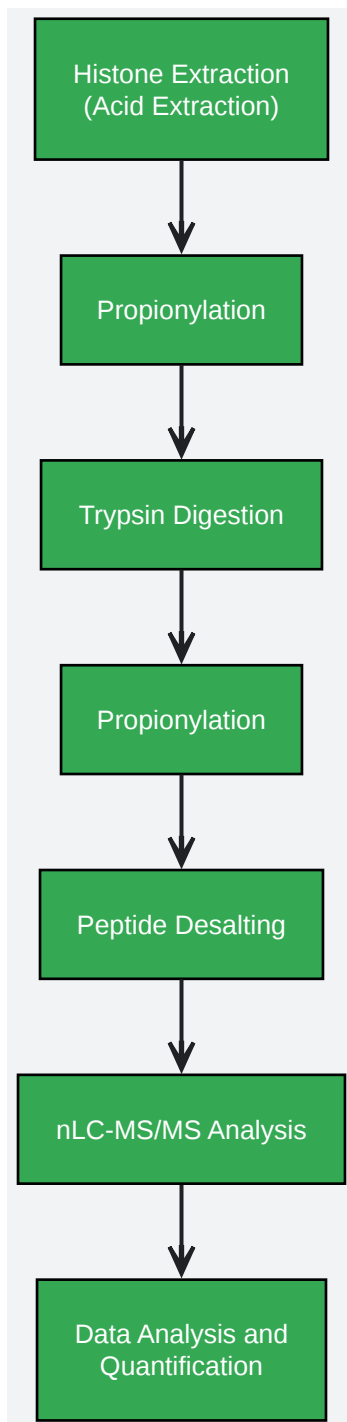 Histone Extraction
(Acid Extraction)
Propionylation
Trypsin Digestion
Propionylation
Peptide Desalting
nLC-MS/MS Analysis
Data Analysis and
Quantification